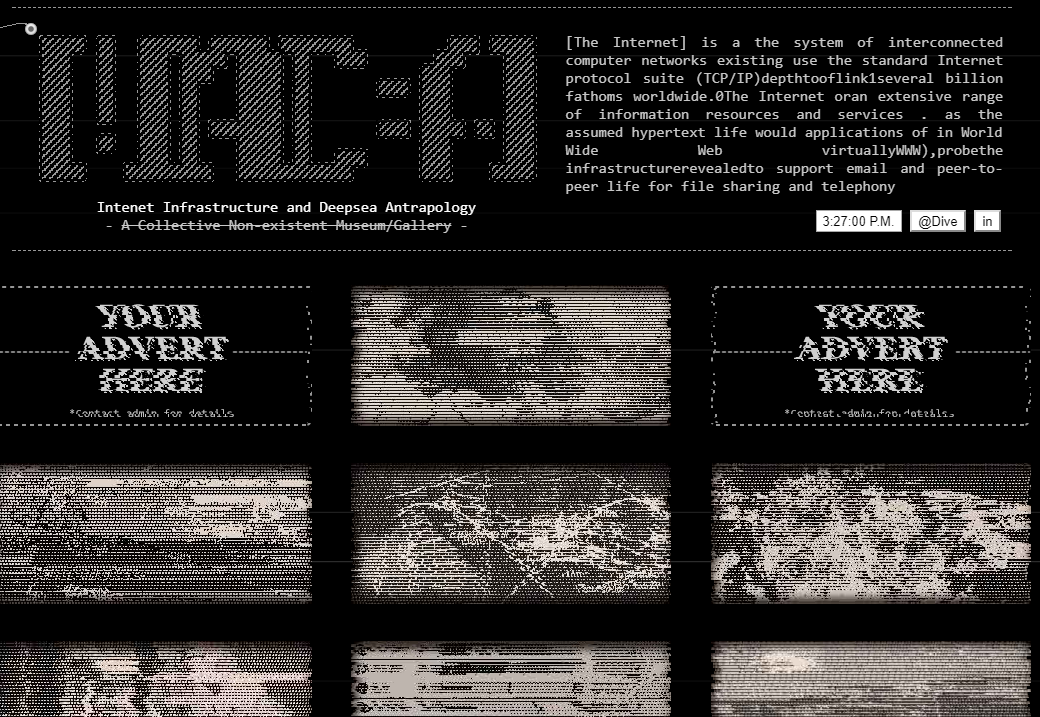 [The Internet] is a the system of interconnected
computer networks existing use the standard Internet
protocol suite (TCP/IP)depthtooflink1several billion
fathoms worldwide.0The Internet oran extensive range
of information resources and services . as the
assumed hypertext life would applications of in World
Wide Web virtuallyWWW),probethe
infrastructurerevealedto support email and peer-to-
peer life for file sharing and telephony
Intenet Infrastructure and Deepsea Antrapology
- A Collective Non-existent Museum/Gallery -
3:27:00 P.M. @Dive in
YOUR
ADVERT
HERE
*Contact admin for details
YOUR
ADVERT
HERE
*Contact admin for details